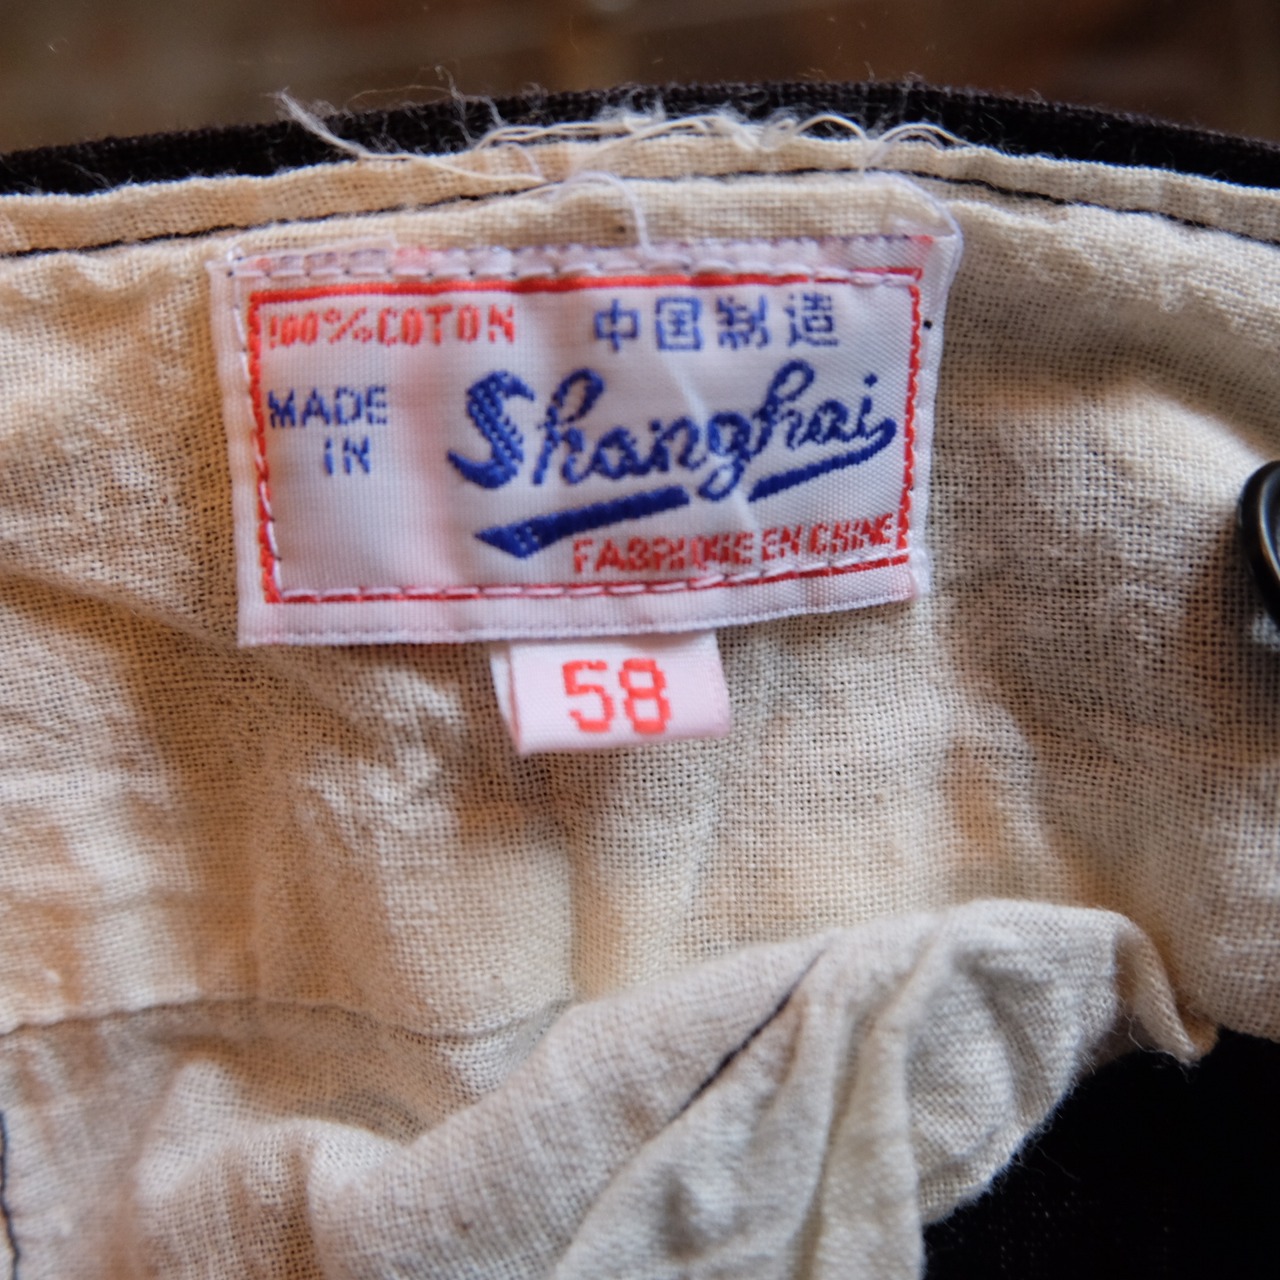 100% COTON
中国制造
MADE
IN
Shanghai
FABRIQUE EN CHINE
58